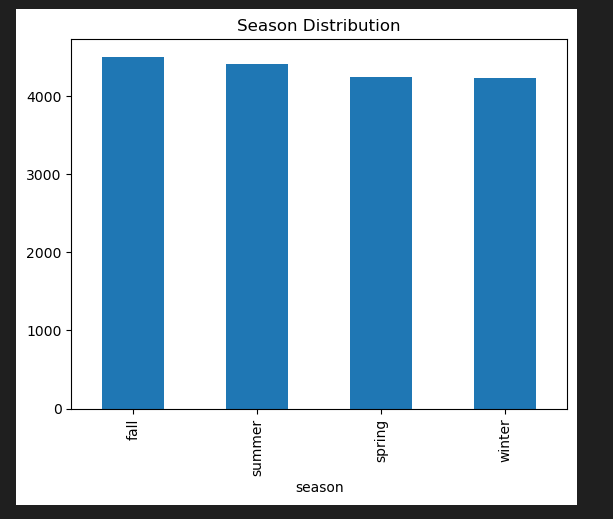 Season Distribution
4000
3000
2000
1000
0
fall
summer
spring
winter
season